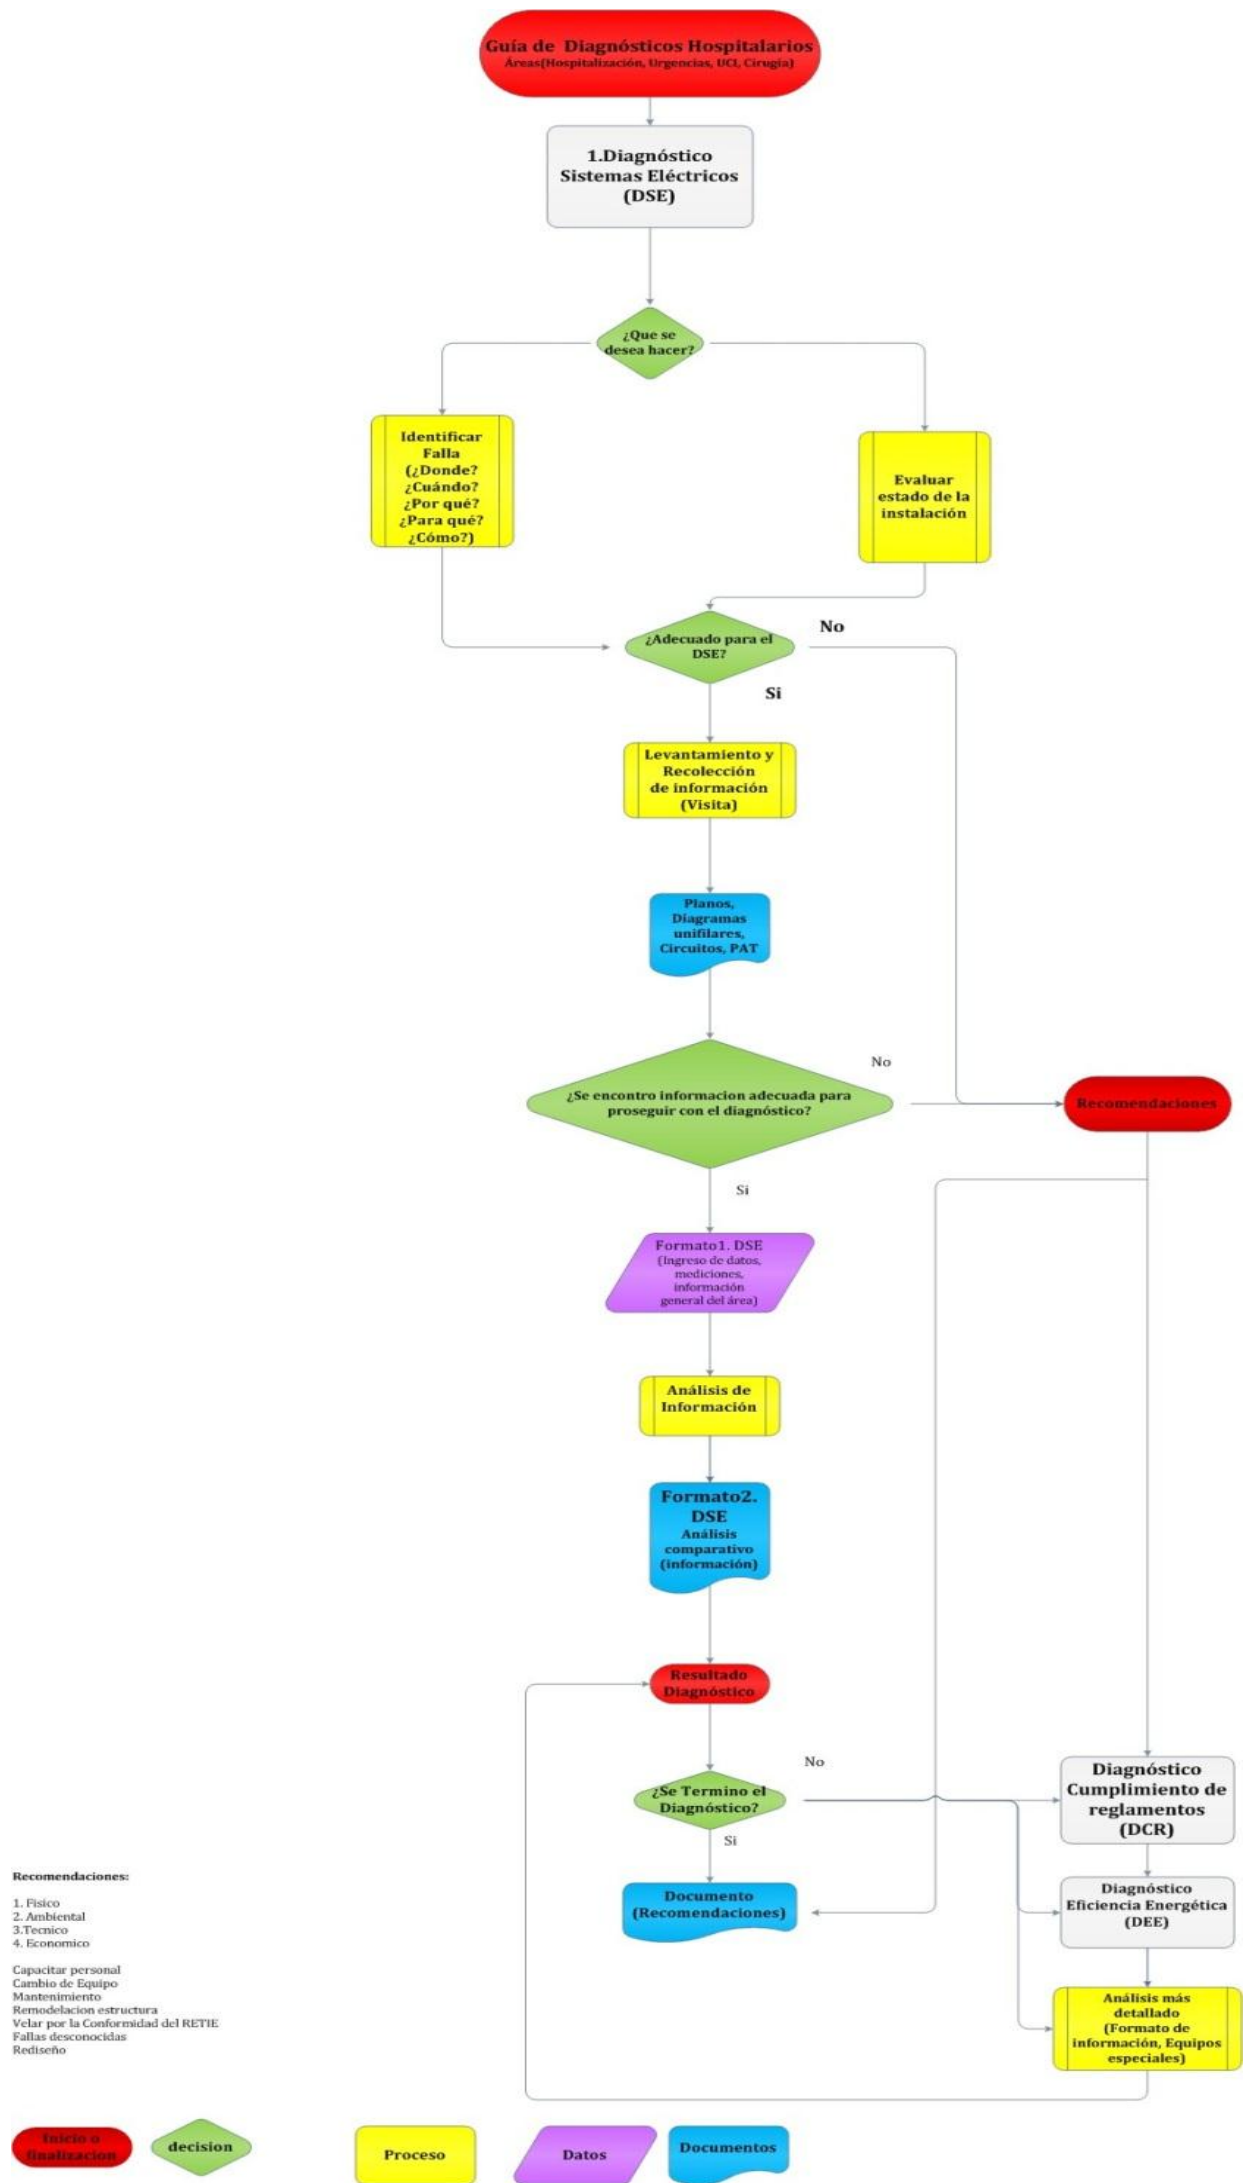 Guía de Diagnósticos Hospitalarios
Áreas(Hospitalización, Urgencias, UCI, Cirugía)
1.Diagnóstico
Sistemas Eléctricos
(DSE)
¿Que se
desea hacer?
Identificar
Falla
(¿Donde?
¿Cuándo?
¿Por qué?
¿Para qué?
¿Cómo?)
Evaluar
estado de la
instalación
¿Adecuado para el
DSE?
No
Si
Levantamiento y
Recolección
de información
(Visita)
Planos,
Diagramas
unifilares,
Circuitos, PAT
¿Se encontro informacion adecuada para
proseguir con el diagnóstico?
No
Recomendaciones
Si
Formato1. DSE
(Ingreso de datos,
mediciones,
información
general del área)
Análisis de
Información
Formato2.
DSE
Análisis
comparativo
(información)
Resultado
Diagnóstico
¿Se Termino el
Diagnóstico?
No
Si
Diagnóstico
Cumplimiento de
reglamentos
(DCR)
Documento
(Recomendaciones)
Diagnóstico
Eficiencia Energética
(DEE)
Análisis más
detallado
(Formato de
información, Equipos
especiales)
Recomendaciones:
1. Fisico
2. Ambiental
3.Tecnico
4. Economico
Capacitar personal
Cambio de Equipo
Mantenimiento
Remodelacion estructura
Velar por la Conformidad del RETIE
Fallas desconocidas
Rediseño
Inicio o
finalizacion
decision
Proceso
Datos
Documentos